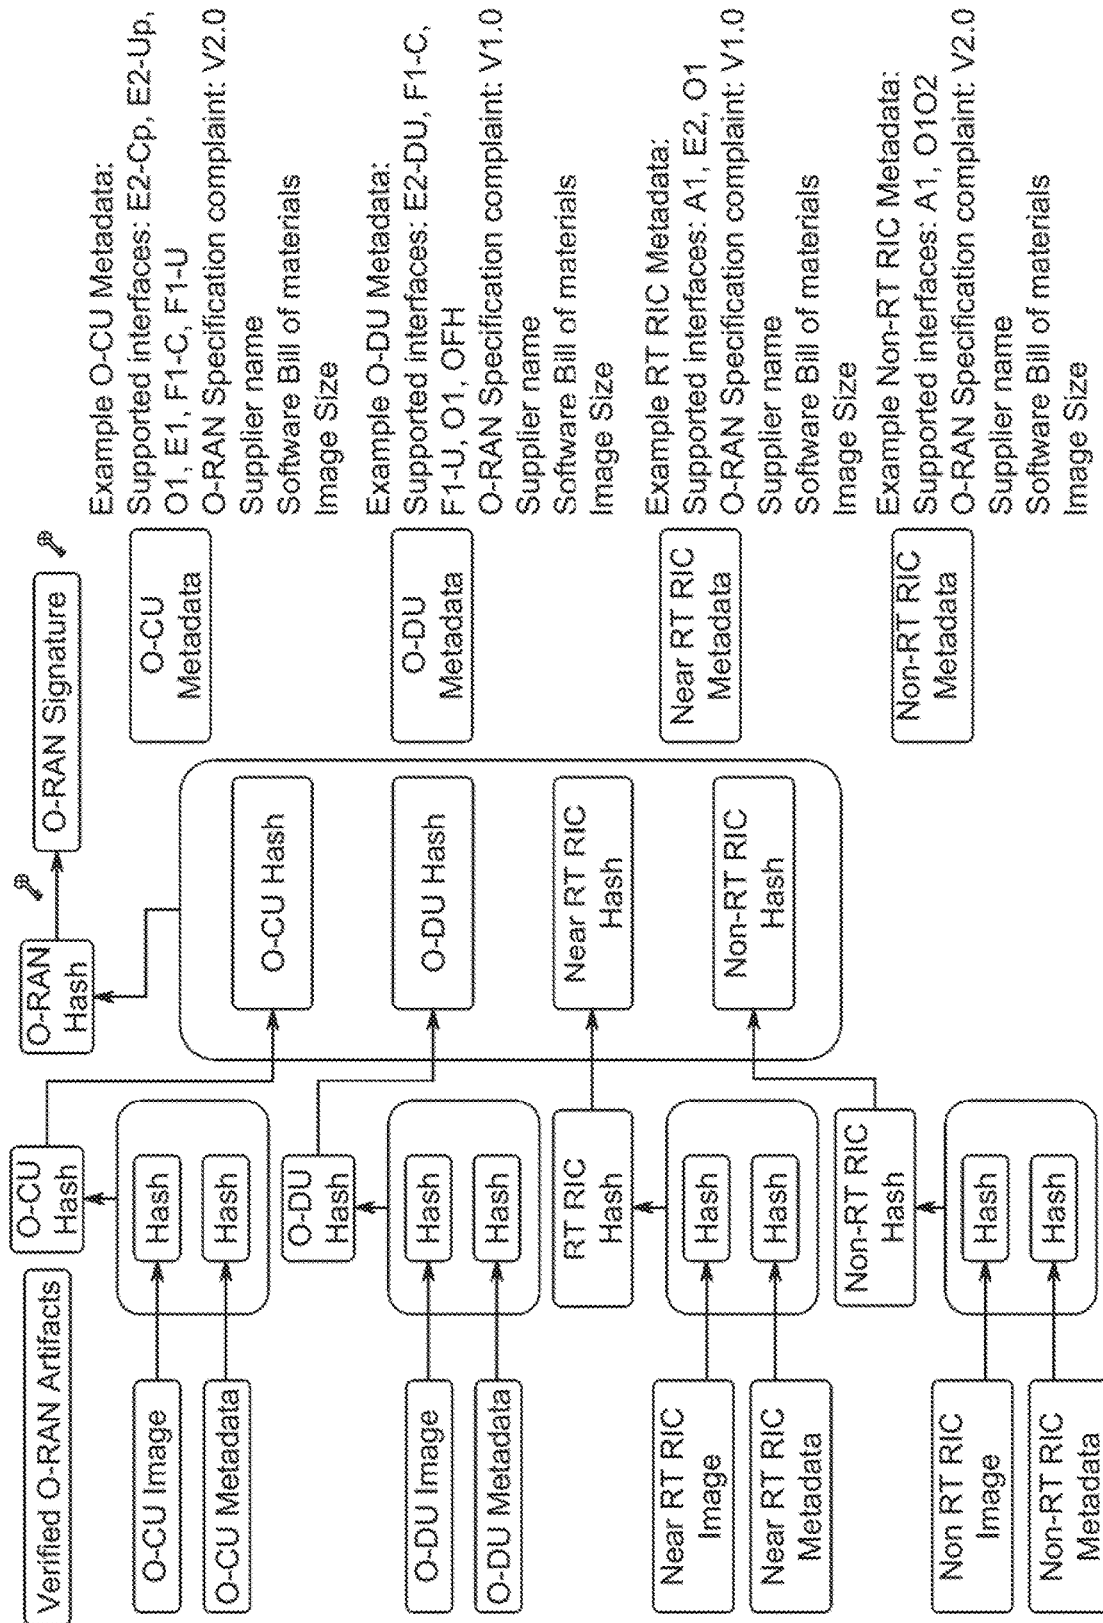 Verified O-RAN Artifacts
O-CU Image
O-CU Metadata
Hash
Hash
O-CU
Hash
O-DU Image
O-DU Metadata
Hash
Hash
O-DU
Hash
Near RT RIC
Image
Near RT RIC
Metadata
Hash
Hash
RT RIC
Hash
Non RT RIC
Image
Non-RT RIC
Metadata
Hash
Hash
Non-RT RIC
Hash
O-RAN
Hash
O-RAN Signature
O-CU Hash
O-DU Hash
Near RT RIC
Hash
Non-RT RIC
Hash
O-CU
Metadata
Example O-CU Metadata:
Supported interfaces: E2-Cp, E2-Up,
O1, E1, F1-C, F1-U
O-RAN Specification complaint: V2.0
Supplier name
Software Bill of materials
Image Size
O-DU
Metadata
Example O-DU Metadata:
Supported interfaces: E2-DU, F1-C,
F1-U, O1, OFH
O-RAN Specification complaint: V1.0
Supplier name
Software Bill of materials
Image Size
Near RT RIC
Metadata
Example RT RIC Metadata:
Supported interfaces: A1, E2, O1
O-RAN Specification complaint: V1.0
Supplier name
Software Bill of materials
Image Size
Non-RT RIC
Metadata
Example Non-RT RIC Metadata:
Supported interfaces: A1, O1O2
O-RAN Specification complaint: V2.0
Supplier name
Software Bill of materials
Image Size